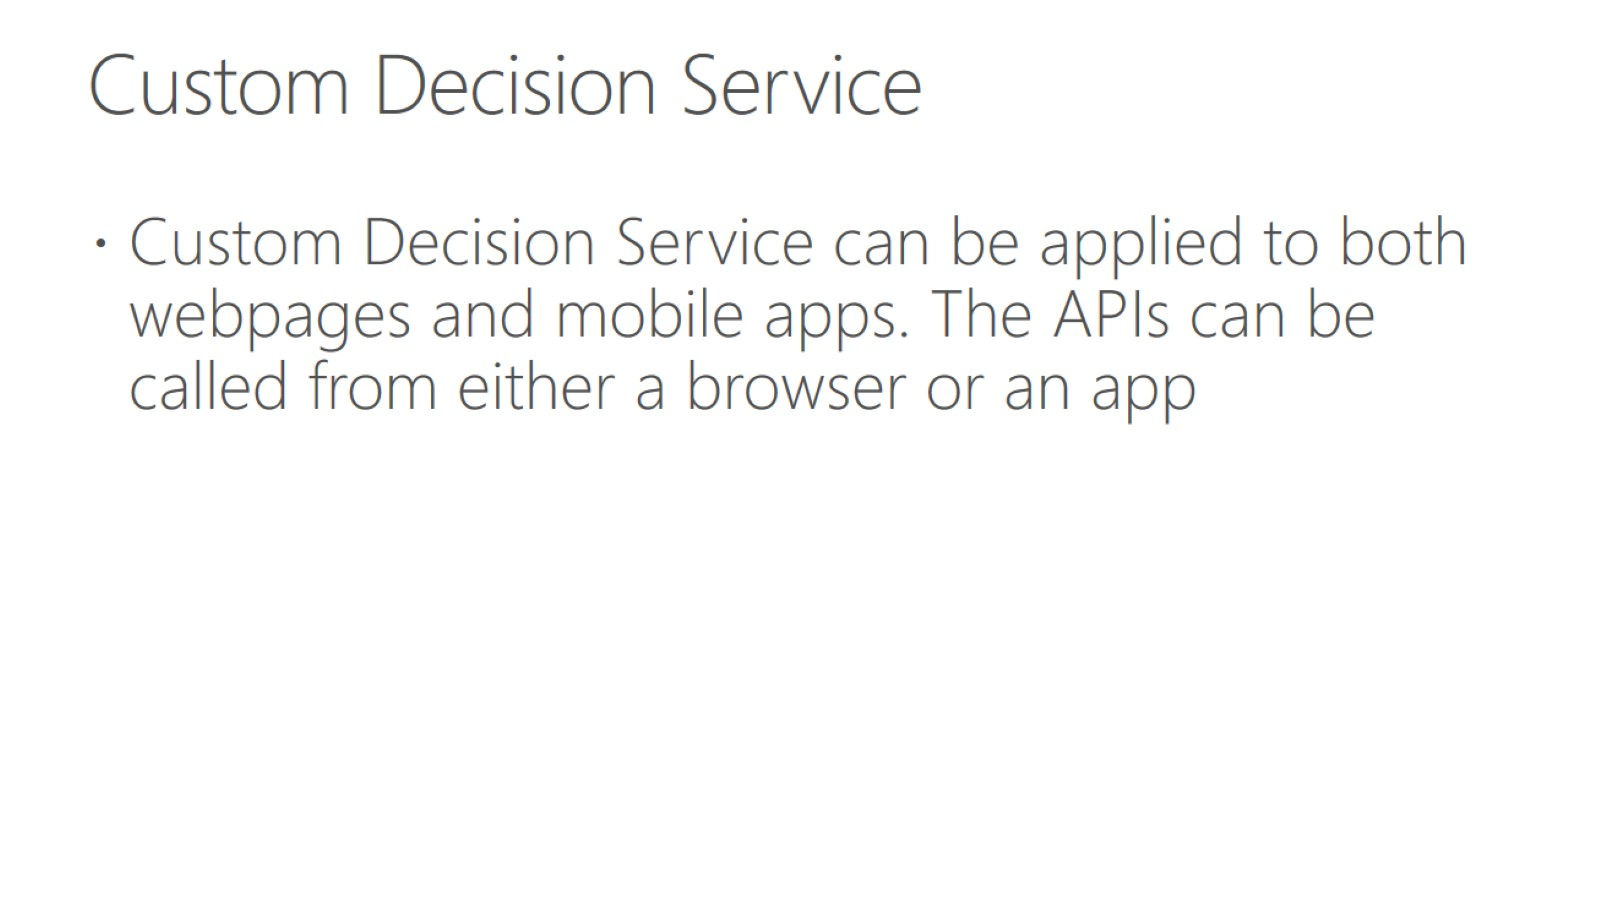 Custom Decision Service
• Custom Decision Service can be applied to both
webpages and mobile apps. The APIs can be
called from either a browser or an app